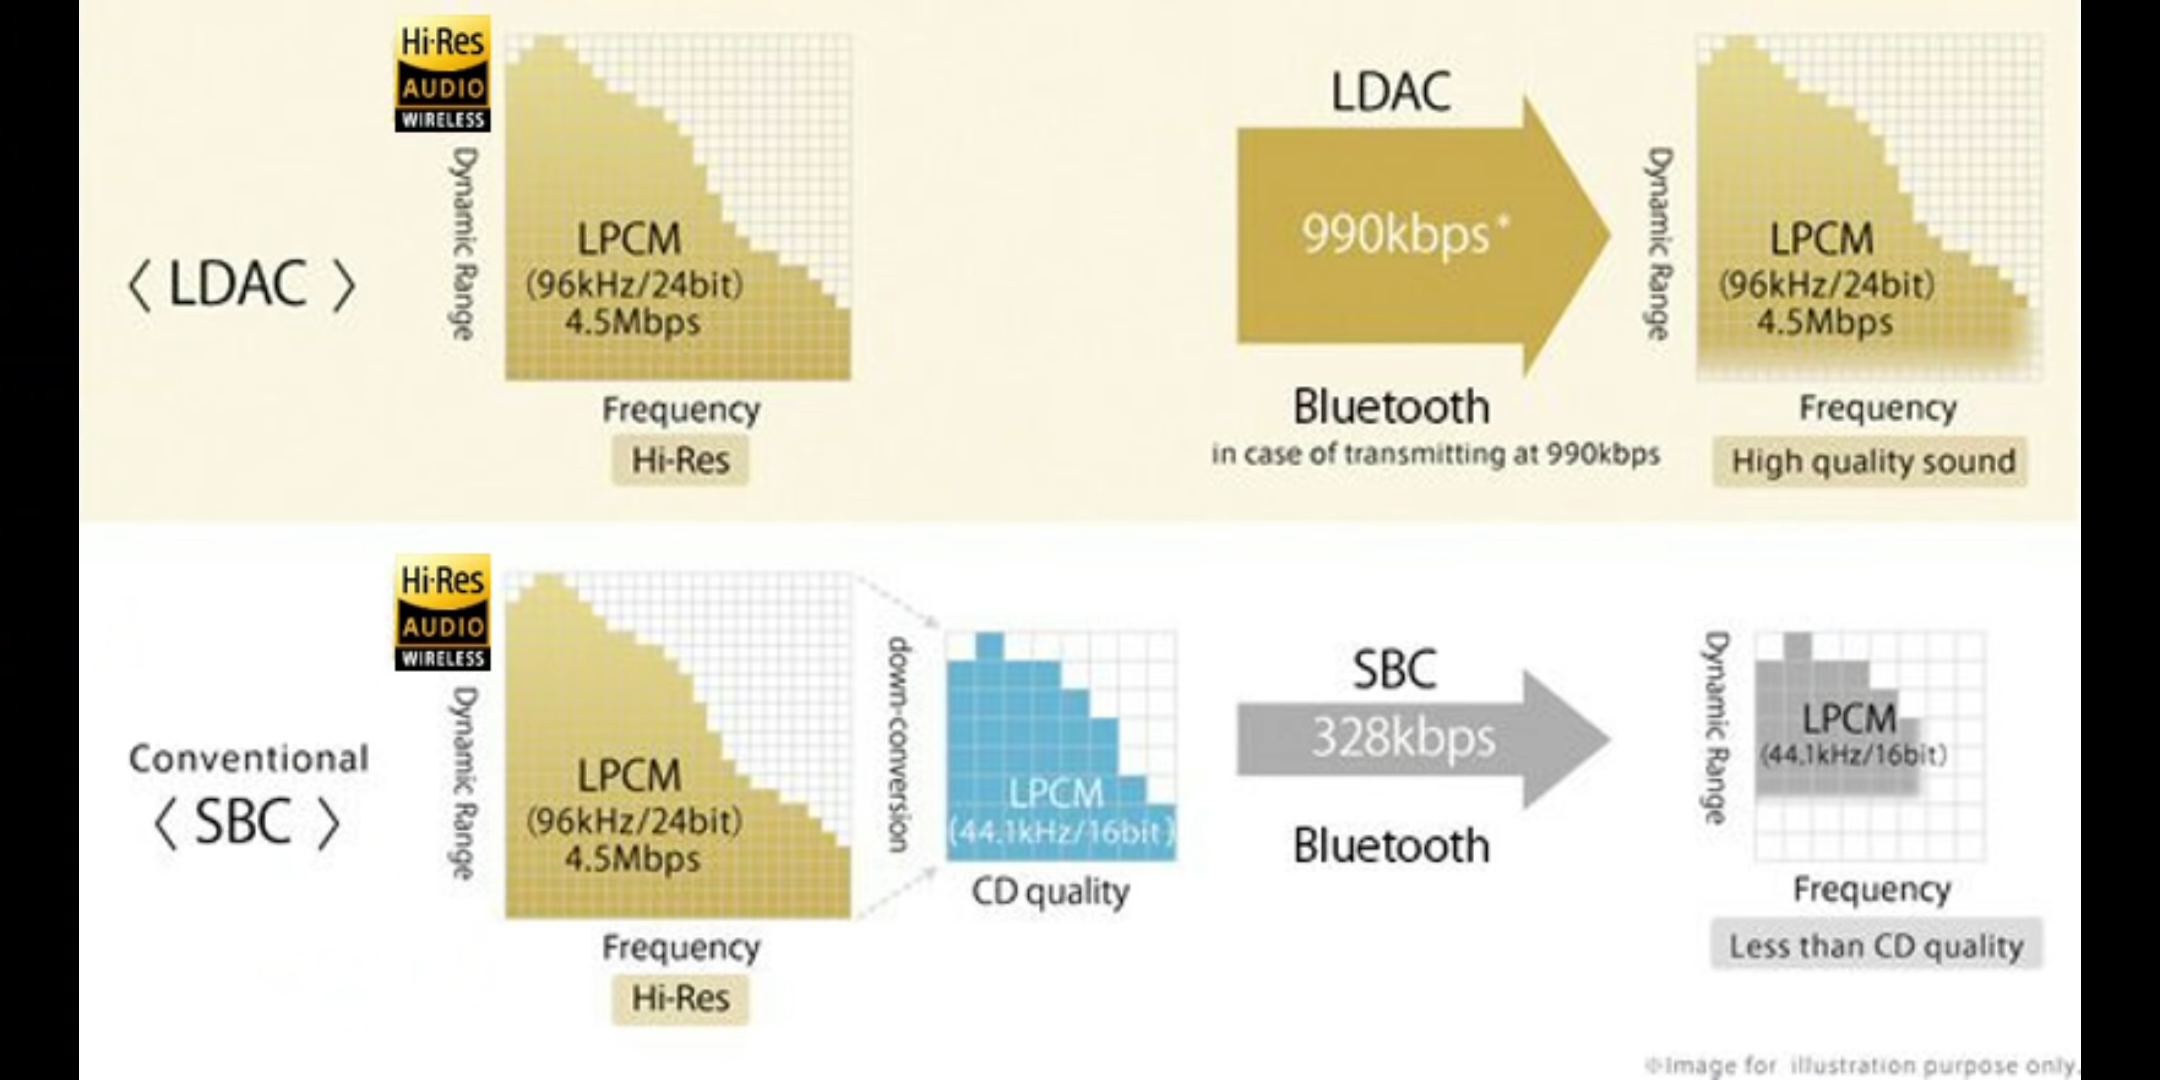 Hi-Res
AUDIO
WIRELESS
Dynamic Range
〈 LDAC 〉
LPCM
(96kHz/24bit)
4.5Mbps
Frequency
Hi-Res
LDAC
990kbps*
Bluetooth
in case of transmitting at 990kbps
Dynamic Range
LPCM
(96kHz/24bit)
4.5Mbps
Frequency
High quality sound
Hi-Res
AUDIO
WIRELESS
Dynamic Range
Conventional
〈 SBC 〉
LPCM
(96kHz/24bit)
4.5Mbps
Frequency
Hi-Res
down-conversion
LPCM
(44.1kHz/16bit)
CD quality
SBC
328kbps
Bluetooth
Dynamic Range
LPCM
(44.1kHz/16bit)
Frequency
Less than CD quality
※Image for illustration purpose only.